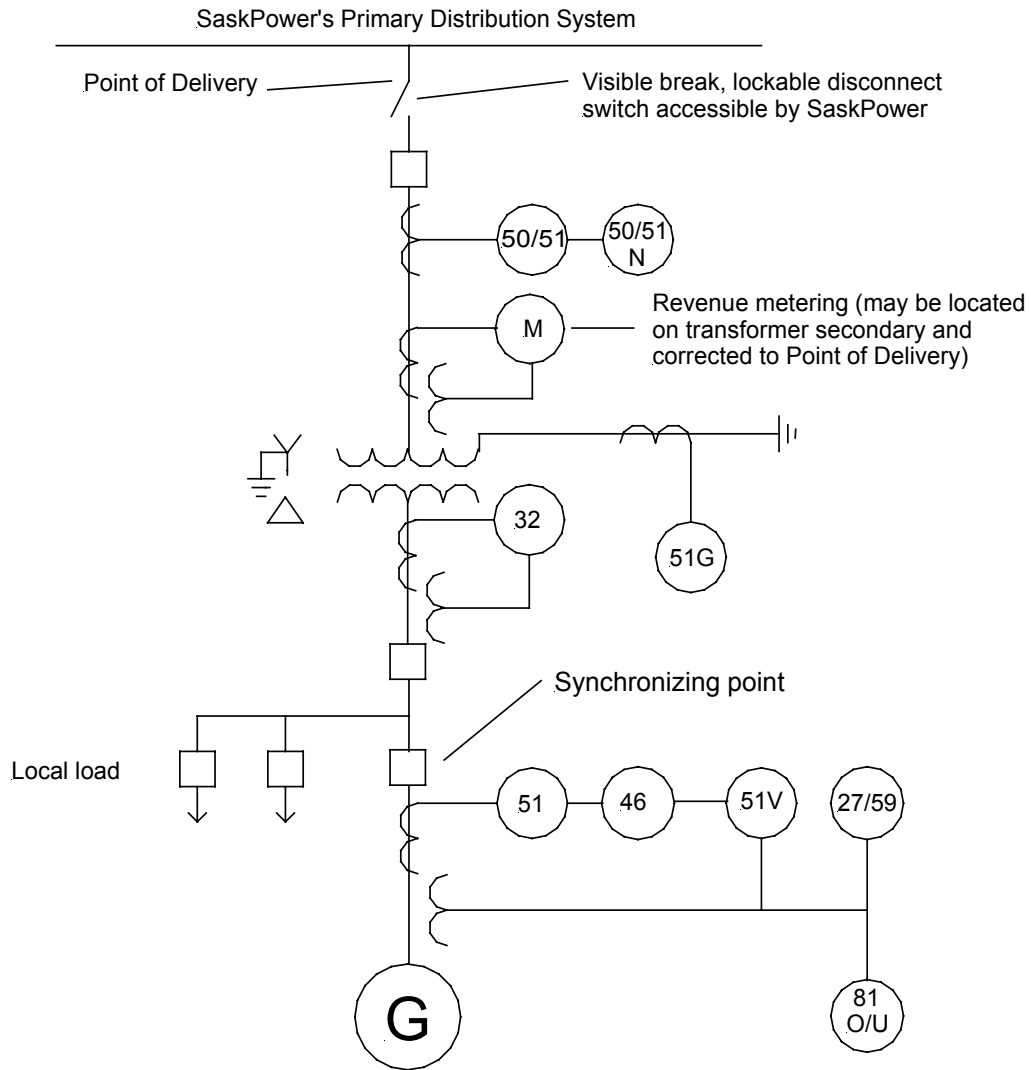 SaskPower's Primary Distribution System
Point of Delivery
Visible break, lockable disconnect
switch accessible by SaskPower
50/51
50/51
N
M
Revenue metering (may be located
on transformer secondary and
corrected to Point of Delivery)
32
51G
Synchronizing point
Local load
51
46
51V
27/59
G
81
O/U